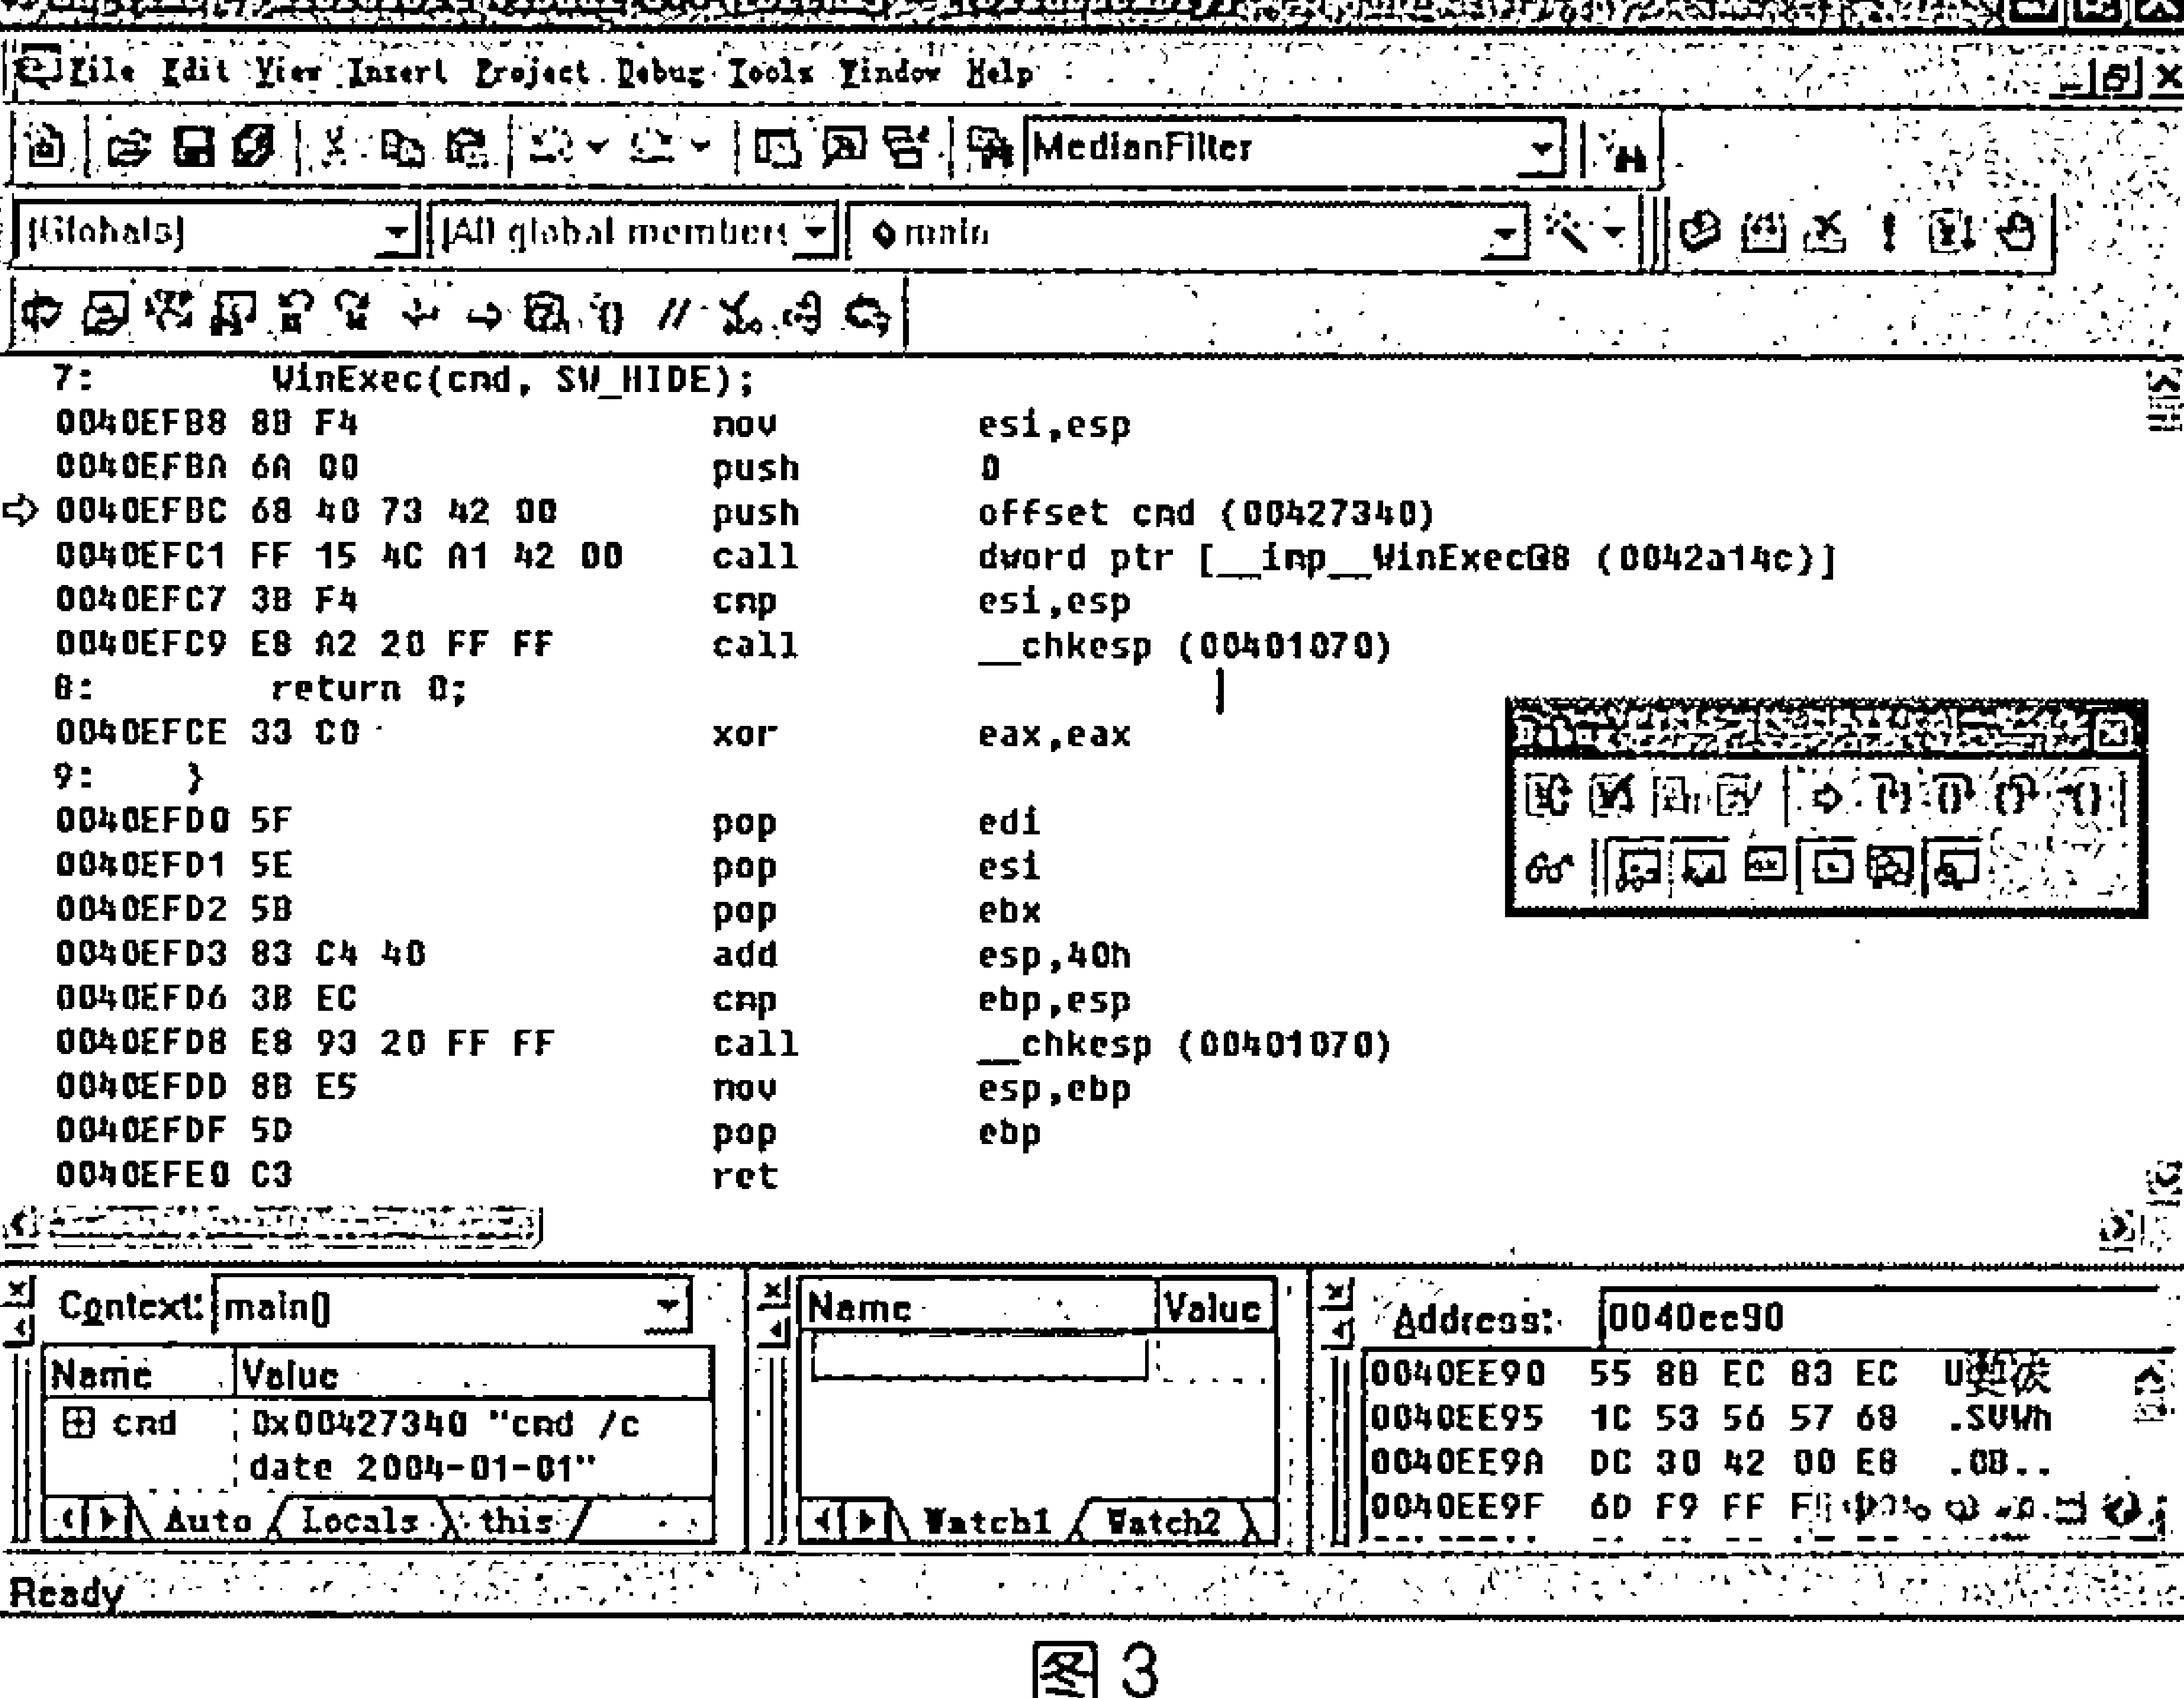 File Edit View Insert Project Debug Tools Window Help
MedianFilter
(Globals) [All global members main
7: WinExec(cmd, SW_HIDE);
0040EFB8 8B F4 mov esi,esp
0040EFBA 6A 00 push 0
0040EFBC 68 40 73 42 00 push offset cmd (00427340)
0040EFC1 FF 15 4C A1 42 00 call dword ptr [__imp__WinExec@8 (0042a14c)]
0040EFC7 3B F4 cmp esi,esp
0040EFC9 E8 A2 20 FF FF call __chkesp (00401070)
8: return 0;
0040EFCE 33 C0 xor eax,eax
9: }
0040EFD0 5F pop edi
0040EFD1 5E pop esi
0040EFD2 5B pop ebx
0040EFD3 83 C4 40 add esp,40h
0040EFD6 3B EC cmp ebp,esp
0040EFD8 E8 93 20 FF FF call __chkesp (00401070)
0040EFDD 8B E5 mov esp,ebp
0040EFDF 5D pop ebp
0040EFE0 C3 ret
Context: main()
Name Value
cmd 0x00427340 "cmd /c
date 2004-01-01"
Auto Locals this
Name Value
Watch1 Watch2
Address: 0040ee90
0040EE90 55 8B EC 83 EC
0040EE95 1C 53 56 57 68 .SVWh
0040EE9A DC 30 42 00 E8 .0B..
0040EE9F 6D F9 FF
Ready
图 3